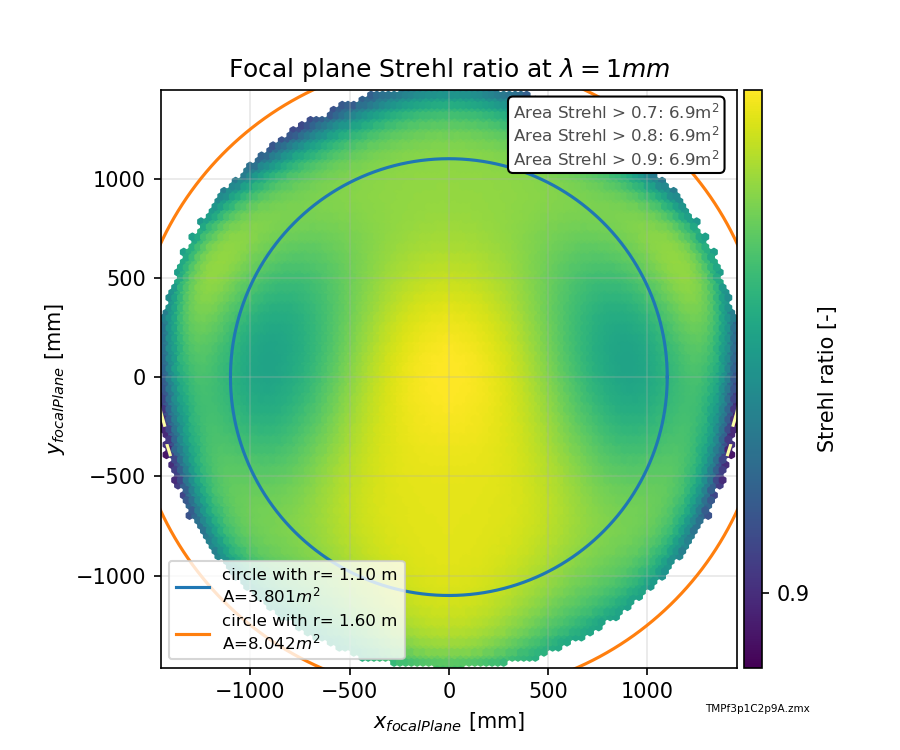 Focal plane Strehl ratio at λ = 1mm
Area Strehl > 0.7: 6.9m²
Area Strehl > 0.8: 6.9m²
Area Strehl > 0.9: 6.9m²
1000
500
0
−500
−1000
y_focalPlane [mm]
circle with r= 1.10 m
A=3.801m²
circle with r= 1.60 m
A=8.042m²
−1000 −500 0 500 1000
x_focalPlane [mm]
0.9
Strehl ratio [-]
TMPf3p1C2p9A.zmx